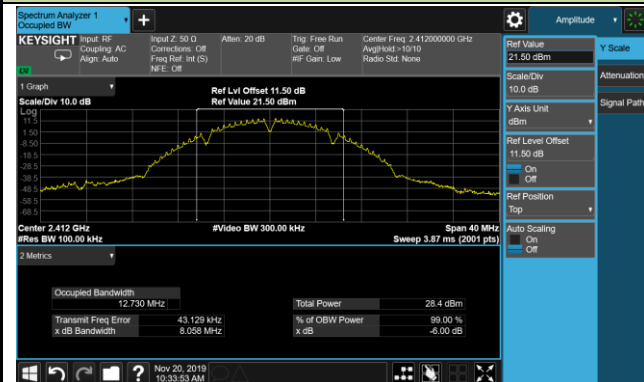 Spectrum Analyzer 1
Occupied BW
Amplitude
KEYSIGHT
Input: RF
Coupling: AC
Align: Auto
Input Z: 50 Ω
Corrections: Off
Freq Ref: Int (S)
NFE: Off
Atten: 20 dB
Trig: Free Run
Gate: Off
#IF Gain: Low
Center Freq: 2.412000000 GHz
Avg|Hold:>10/10
Radio Std: None
1 Graph
Scale/Div 10.0 dB
Ref Lvl Offset 11.50 dB
Ref Value 21.50 dBm
Log
11.5
1.50
-8.50
-18.5
-28.5
-38.5
-48.5
-58.5
-68.5
Center 2.412 GHz
#Res BW 100.00 kHz
#Video BW 300.00 kHz
Span 40 MHz
Sweep 3.87 ms (2001 pts)
2 Metrics
Occupied Bandwidth
12.730 MHz
Total Power 28.4 dBm
Transmit Freq Error 43.129 kHz
% of OBW Power 99.00 %
x dB Bandwidth 8.058 MHz
x dB -6.00 dB
Nov 20, 2019
10:33:53 AM
Ref Value
21.50 dBm
Scale/Div
10.0 dB
Y Axis Unit
dBm
Ref Level Offset
11.50 dB
On
Off
Ref Position
Top
Auto Scaling
On
Off
Y Scale
Attenuation
Signal Path